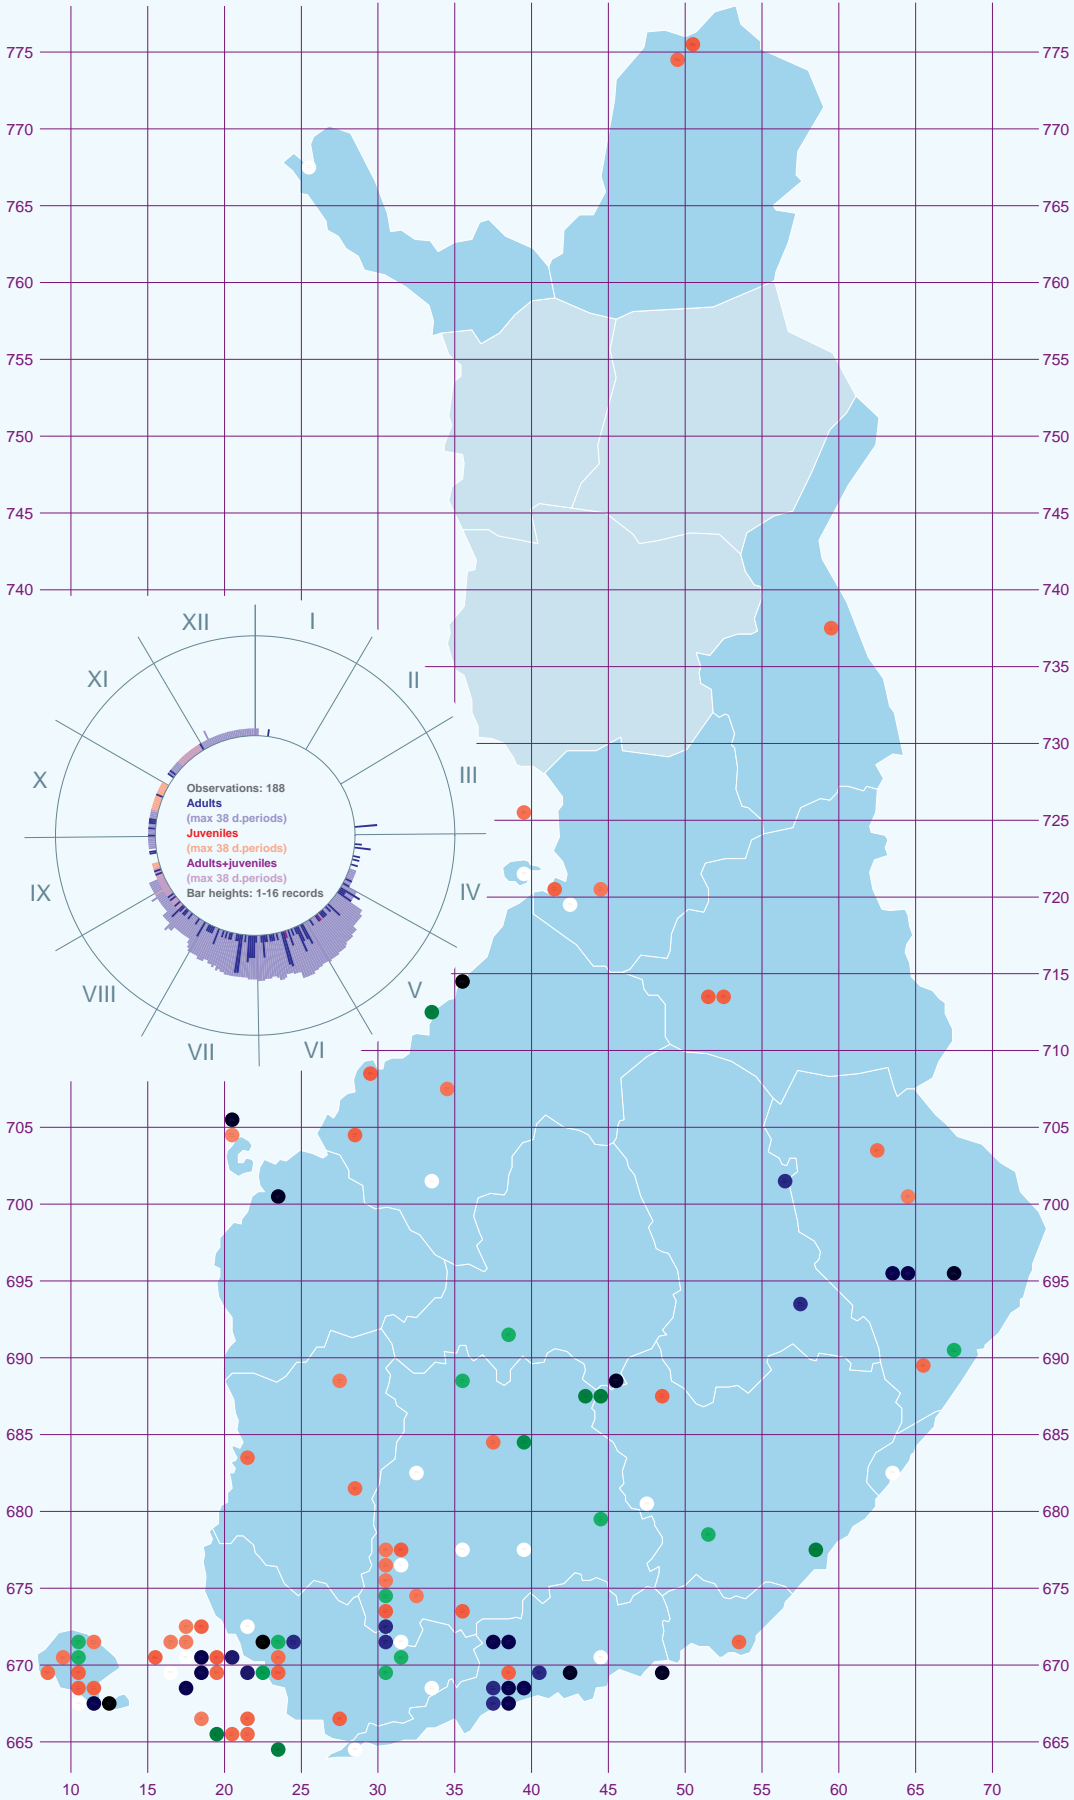 775 775
770 770
765 765
760 760
755 755
750 750
745 745
740 740
XII I
735
XI II
730
X III
Observations: 188
Adults
(max 38 d.periods)
Juveniles
(max 38 d.periods)
Adults+juveniles
(max 38 d.periods)
Bar heights: 1-16 records
725
IX IV
720
VIII V
715
VII VI
710
705 705
700 700
695 695
690 690
685 685
680 680
675 675
670 670
665 665
10 15 20 25 30 35 40 45 50 55 60 65 70